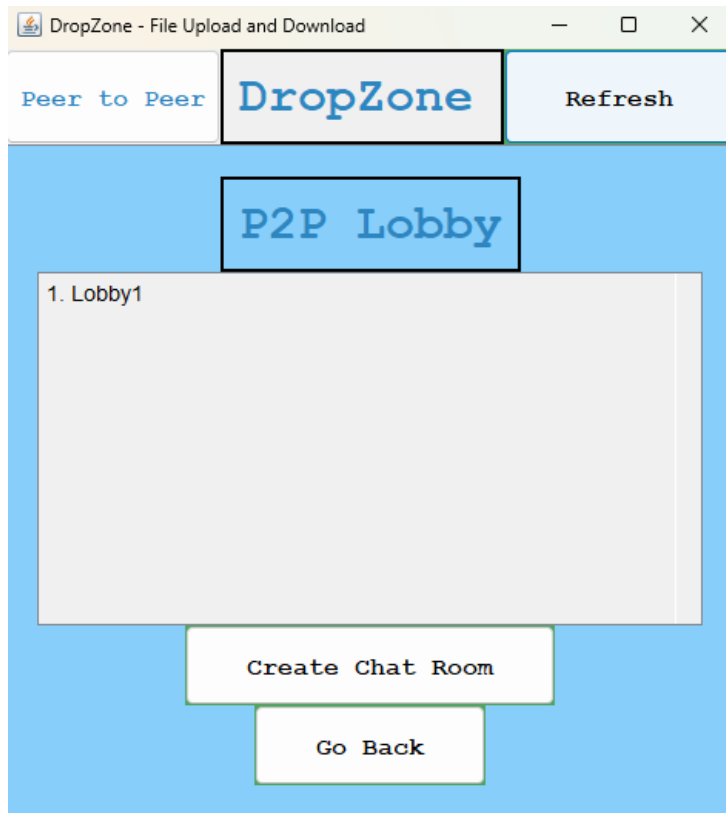 DropZone - File Upload and Download
Peer to Peer
DropZone
Refresh
P2P Lobby
1. Lobby1
Create Chat Room
Go Back